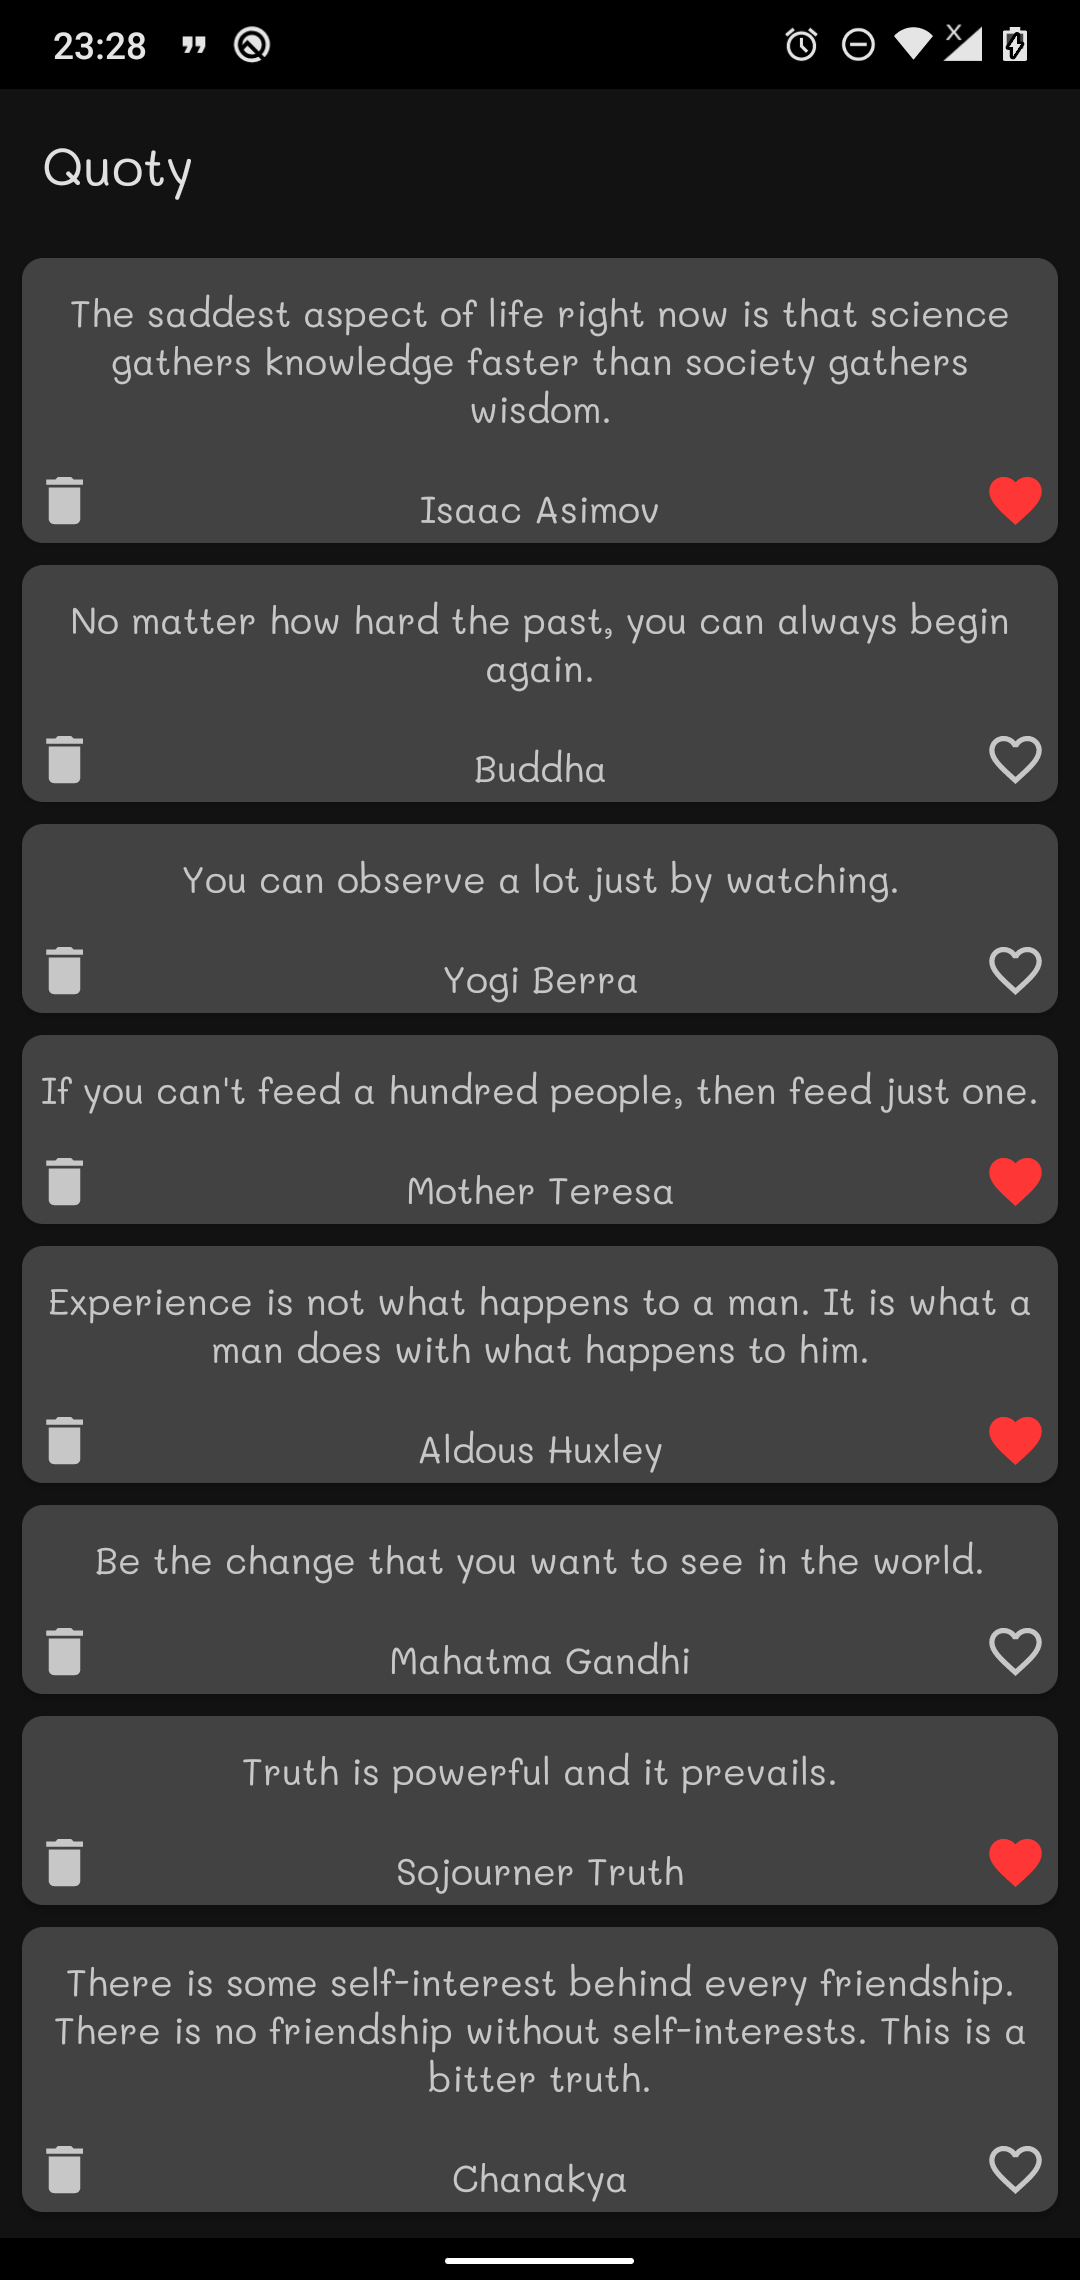 23:28
Quoty
The saddest aspect of life right now is that science
gathers knowledge faster than society gathers
wisdom.
Isaac Asimov
No matter how hard the past, you can always begin
again.
Buddha
You can observe a lot just by watching.
Yogi Berra
If you can't feed a hundred people, then feed just one.
Mother Teresa
Experience is not what happens to a man. It is what a
man does with what happens to him.
Aldous Huxley
Be the change that you want to see in the world.
Mahatma Gandhi
Truth is powerful and it prevails.
Sojourner Truth
There is some self-interest behind every friendship.
There is no friendship without self-interests. This is a
bitter truth.
Chanakya